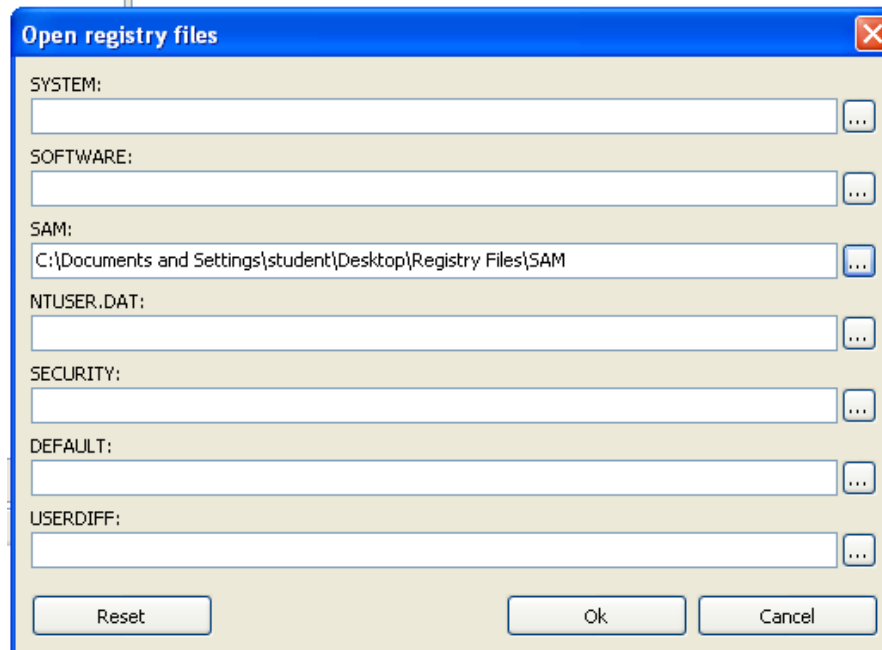 Open registry files
SYSTEM:
...
SOFTWARE:
...
SAM:
C:\Documents and Settings\student\Desktop\Registry Files\SAM
...
NTUSER.DAT:
...
SECURITY:
...
DEFAULT:
...
USERDIFF:
...
Reset Ok Cancel